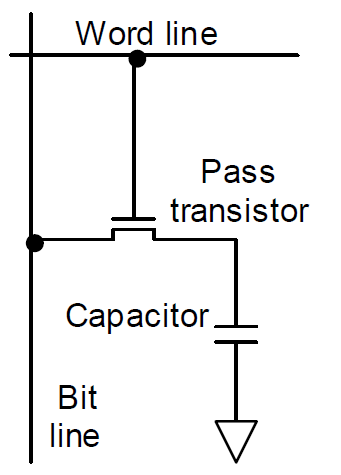 Word line
Pass
transistor
Capacitor
Bit
line